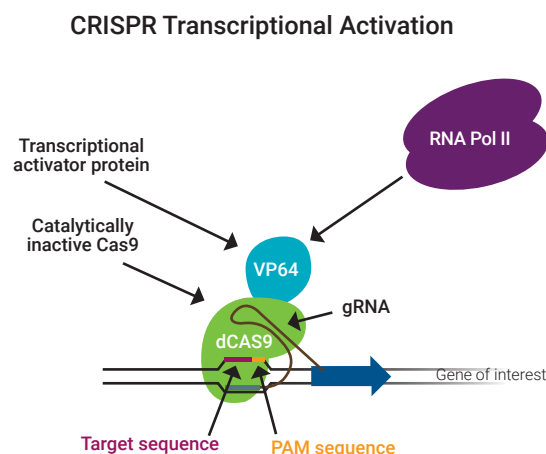 CRISPR Transcriptional Activation
RNA Pol II
Transcriptional
activator protein
Catalytically
inactive Cas9
VP64
gRNA
dCAS9
Gene of interest
Target sequence
PAM sequence